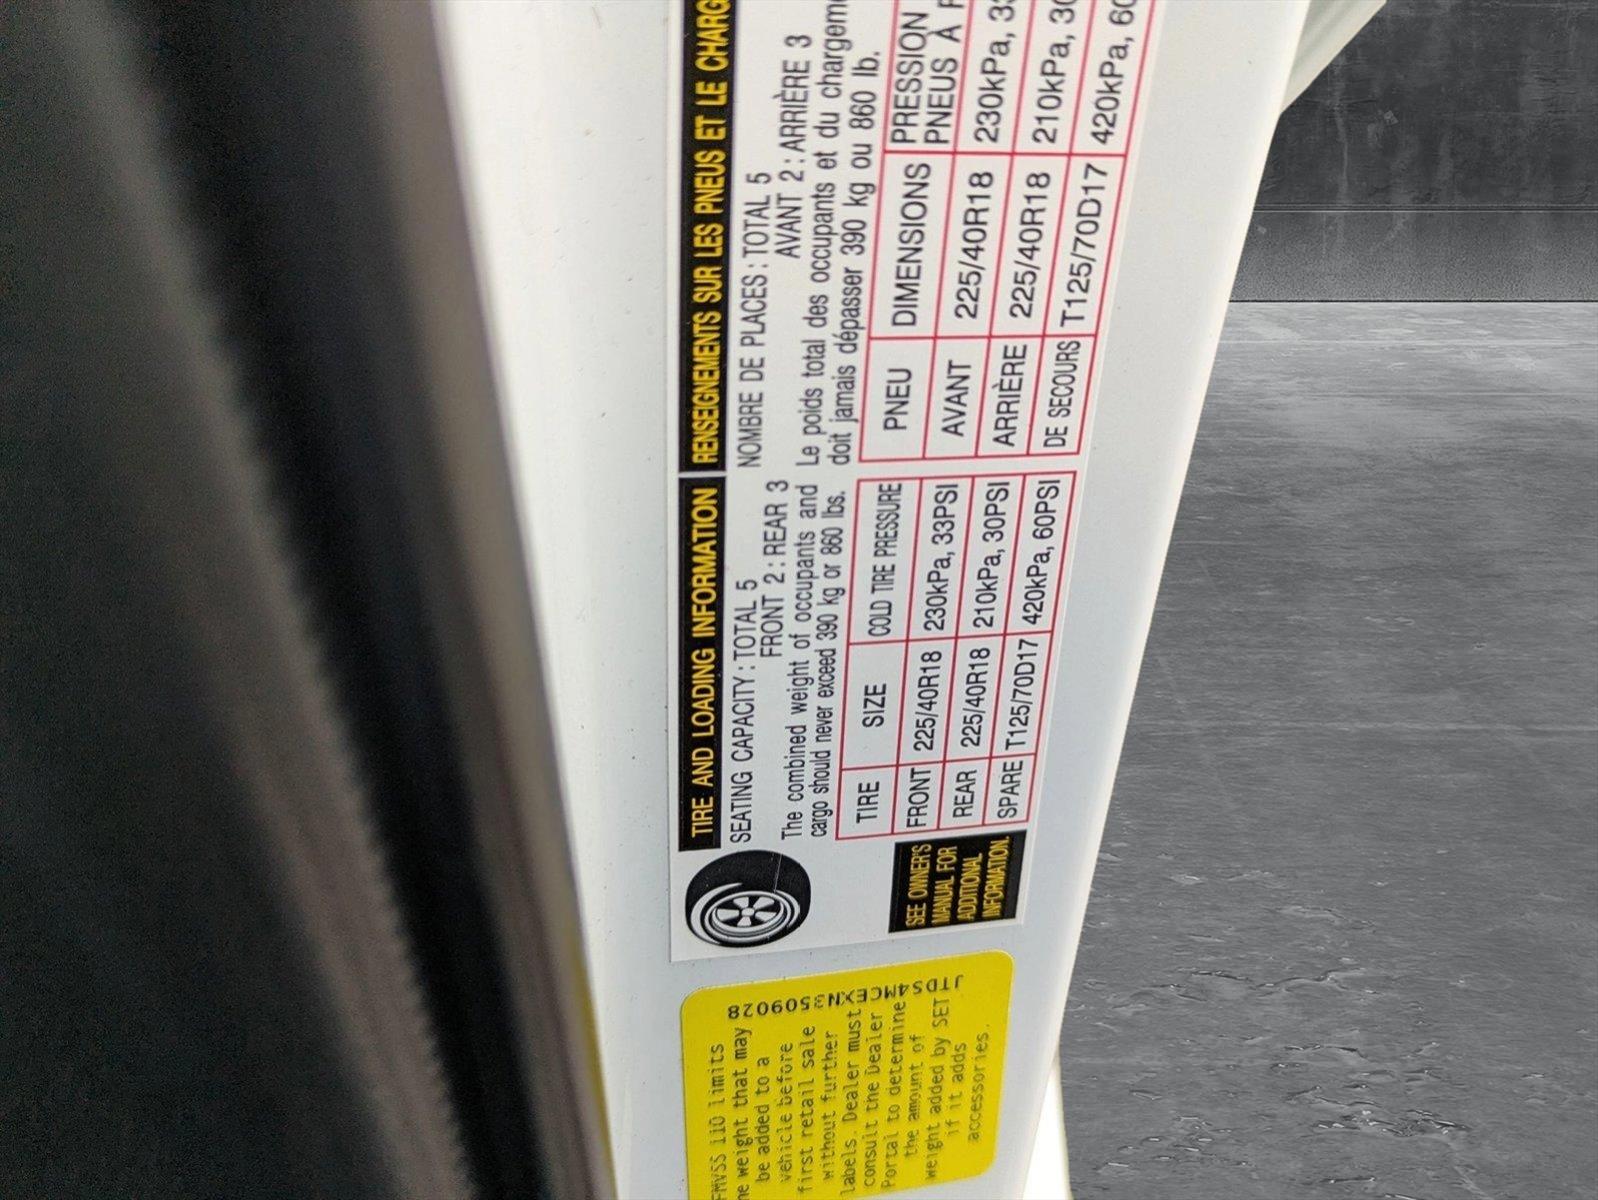 TIRE AND LOADING INFORMATION
SEATING CAPACITY : TOTAL 5
FRONT 2 : REAR 3
The combined weight of occupants and
cargo should never exceed 390 kg or 860 lbs.
TIRE SIZE COLD TIRE PRESSURE
FRONT 225/40R18 230kPa, 33PSI
REAR 225/40R18 210kPa, 30PSI
SPARE T125/70D17 420kPa, 60PSI
SEE OWNER'S
MANUAL FOR
ADDITIONAL
INFORMATION
RENSEIGNEMENTS SUR LES PNEUS ET LE CHARG
NOMBRE DE PLACES : TOTAL 5
AVANT 2 : ARRIÈRE 3
Le poids total des occupants et du chargeme
doit jamais dépasser 390 kg ou 860 lb.
PNEU DIMENSIONS PRESSION
PNEUS À
AVANT 225/40R18 230kPa, 33
ARRIÈRE 225/40R18 210kPa, 30
DE SECOURS T125/70D17 420kPa, 60
FMVSS 110 limits
he weight that may
be added to a
vehicle before
first retail sale
without further
labels. Dealer must
consult the Dealer
Portal to determine
the amount of
weight added by SET
if it adds
accessories.
JTDS4MCEXN3509028